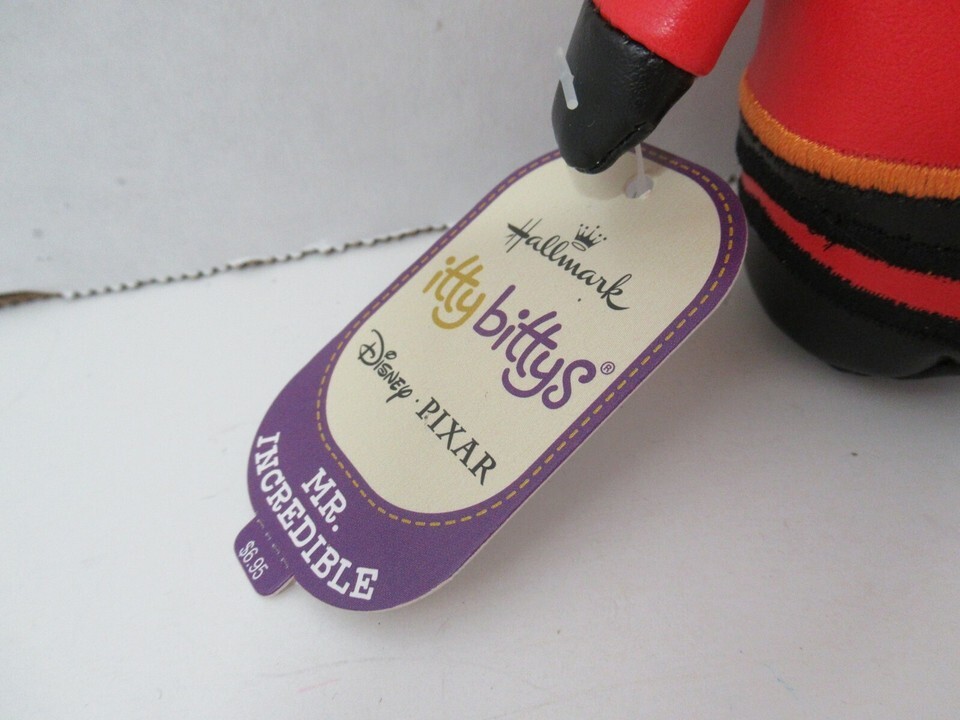 Hallmark
itty bittys®
Disney · PIXAR
MR.
INCREDIBLE
$6.95